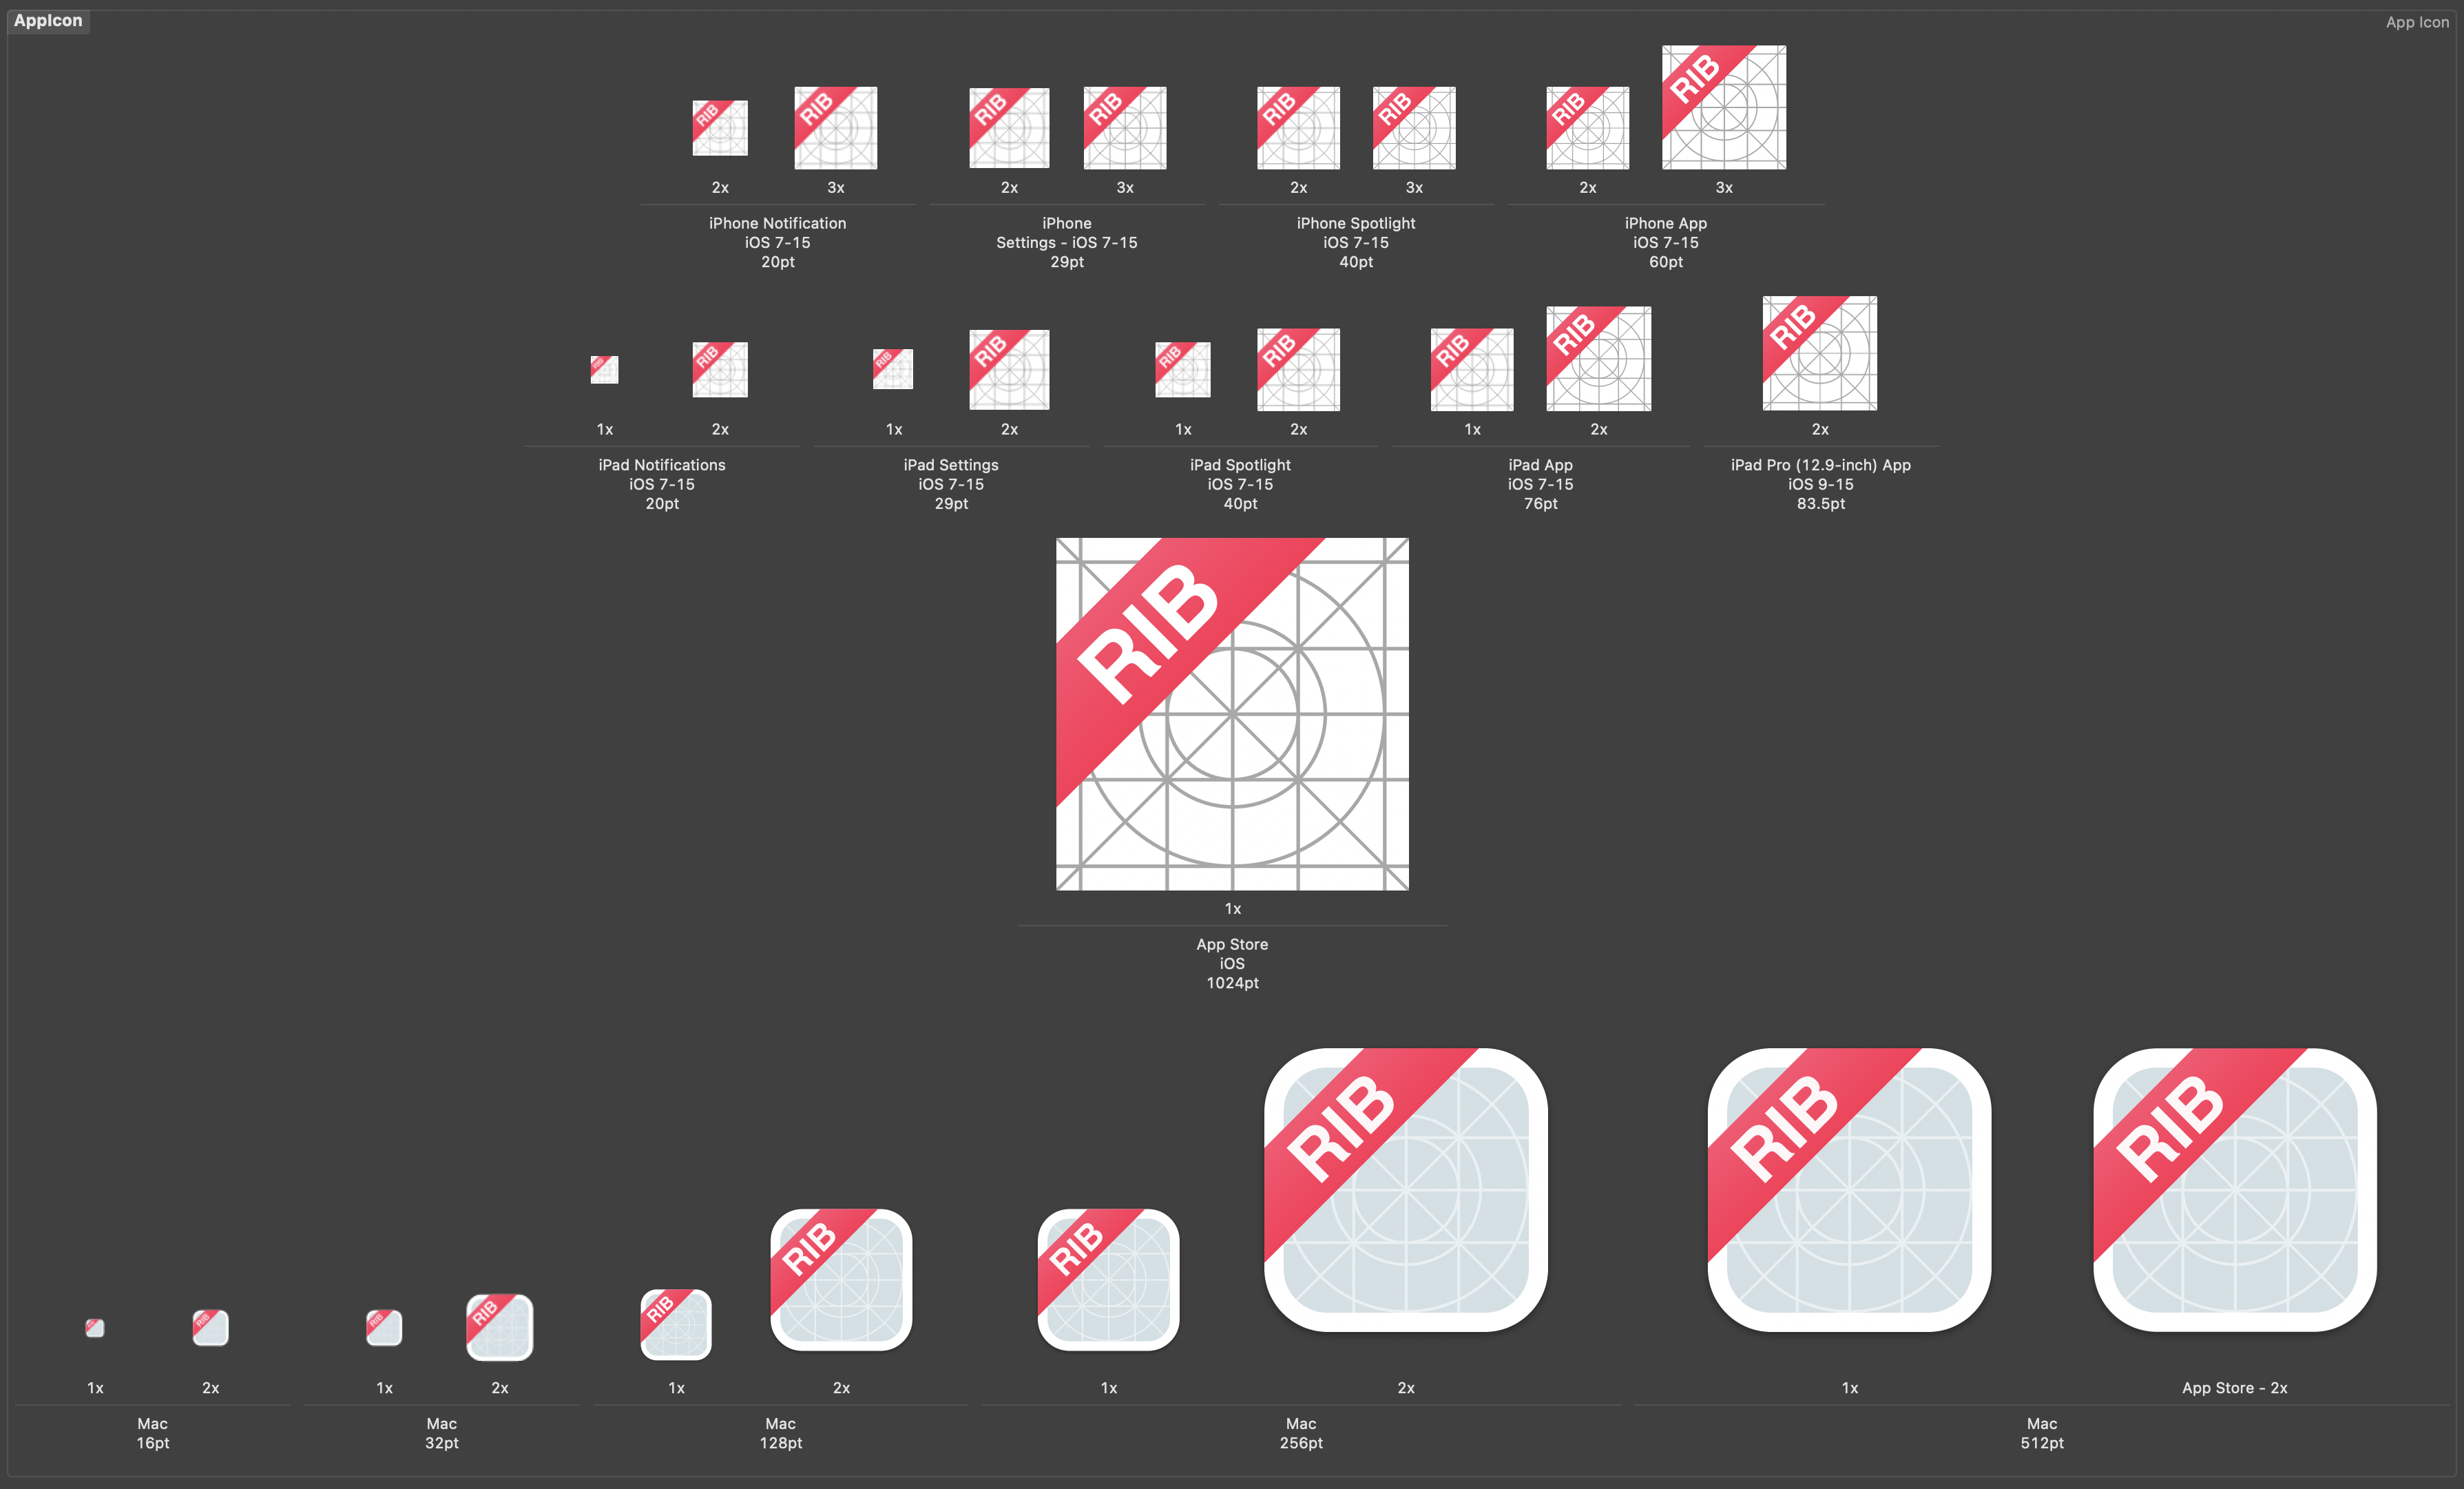 AppIcon
App Icon
RIB RIB RIB RIB RIB RIB RIB RIB
2x 3x 2x 3x 2x 3x 2x 3x
iPhone Notification
iOS 7-15
20pt
iPhone
Settings - iOS 7-15
29pt
iPhone Spotlight
iOS 7-15
40pt
iPhone App
iOS 7-15
60pt
RIB RIB RIB RIB RIB RIB RIB RIB RIB
1x 2x 1x 2x 1x 2x 1x 2x 2x
iPad Notifications
iOS 7-15
20pt
iPad Settings
iOS 7-15
29pt
iPad Spotlight
iOS 7-15
40pt
iPad App
iOS 7-15
76pt
iPad Pro (12.9-inch) App
iOS 9-15
83.5pt
RIB
1x
App Store
iOS
1024pt
RIB RIB RIB RIB RIB RIB RIB RIB RIB
1x 2x 1x 2x 1x 2x 1x 2x 1x App Store - 2x
Mac
16pt
Mac
32pt
Mac
128pt
Mac
256pt
Mac
512pt